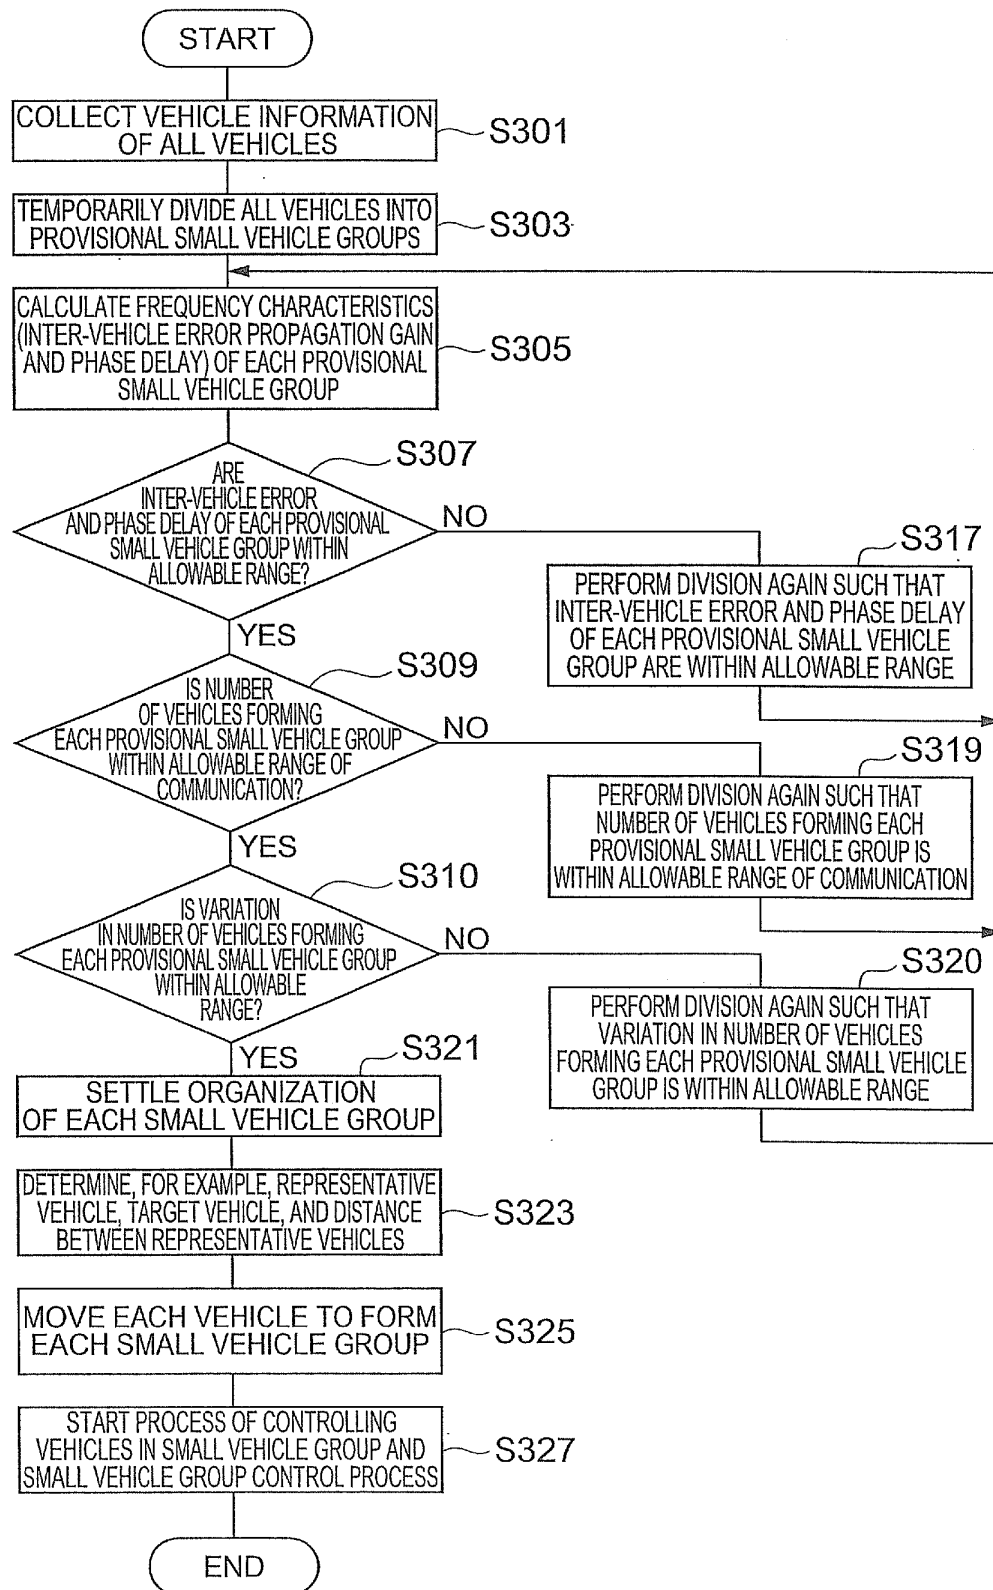 START
COLLECT VEHICLE INFORMATION
OF ALL VEHICLES
S301
TEMPORARILY DIVIDE ALL VEHICLES INTO
PROVISIONAL SMALL VEHICLE GROUPS
S303
CALCULATE FREQUENCY CHARACTERISTICS
(INTER-VEHICLE ERROR PROPAGATION GAIN
AND PHASE DELAY) OF EACH PROVISIONAL
SMALL VEHICLE GROUP
S305
S307
ARE
INTER-VEHICLE ERROR
AND PHASE DELAY OF EACH PROVISIONAL
SMALL VEHICLE GROUP WITHIN
ALLOWABLE RANGE?
NO
YES
S317
PERFORM DIVISION AGAIN SUCH THAT
INTER-VEHICLE ERROR AND PHASE DELAY
OF EACH PROVISIONAL SMALL VEHICLE
GROUP ARE WITHIN ALLOWABLE RANGE
S309
IS NUMBER
OF VEHICLES FORMING
EACH PROVISIONAL SMALL VEHICLE GROUP
WITHIN ALLOWABLE RANGE OF
COMMUNICATION?
NO
YES
S319
PERFORM DIVISION AGAIN SUCH THAT
NUMBER OF VEHICLES FORMING EACH
PROVISIONAL SMALL VEHICLE GROUP IS
WITHIN ALLOWABLE RANGE OF COMMUNICATION
S310
IS VARIATION
IN NUMBER OF VEHICLES FORMING
EACH PROVISIONAL SMALL VEHICLE GROUP
WITHIN ALLOWABLE
RANGE?
NO
YES
S320
PERFORM DIVISION AGAIN SUCH THAT
VARIATION IN NUMBER OF VEHICLES
FORMING EACH PROVISIONAL SMALL VEHICLE
GROUP IS WITHIN ALLOWABLE RANGE
S321
SETTLE ORGANIZATION
OF EACH SMALL VEHICLE GROUP
DETERMINE, FOR EXAMPLE, REPRESENTATIVE
VEHICLE, TARGET VEHICLE, AND DISTANCE
BETWEEN REPRESENTATIVE VEHICLES
S323
MOVE EACH VEHICLE TO FORM
EACH SMALL VEHICLE GROUP
S325
START PROCESS OF CONTROLLING
VEHICLES IN SMALL VEHICLE GROUP AND
SMALL VEHICLE GROUP CONTROL PROCESS
S327
END